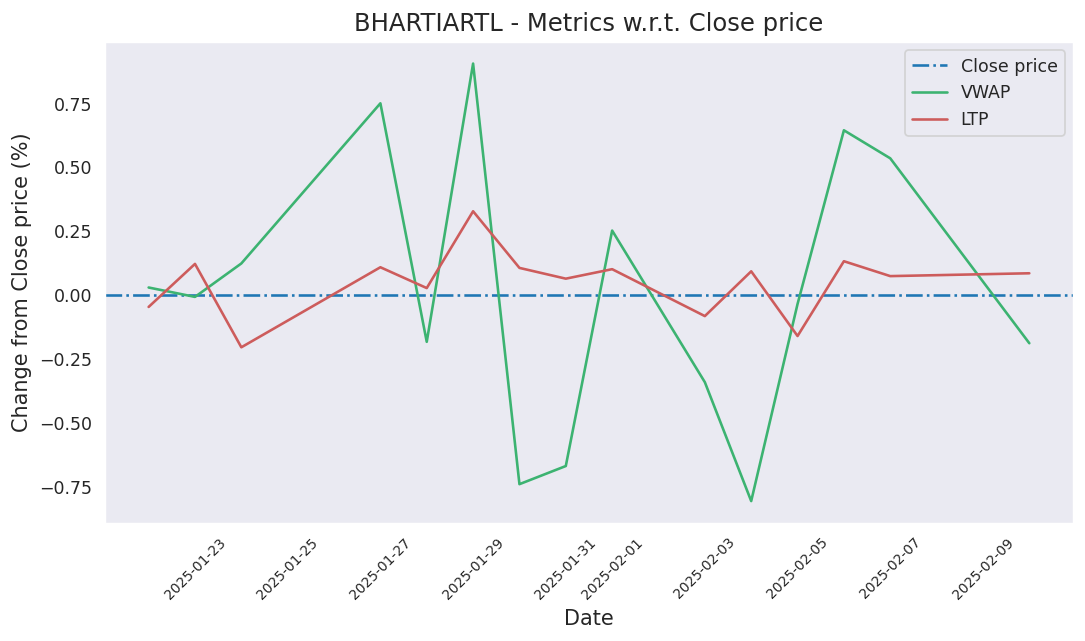 BHARTIARTL - Metrics w.r.t. Close price
Close price
VWAP
LTP
Change from Close price (%)
0.75
0.50
0.25
0.00
−0.25
−0.50
−0.75
2025-01-23
2025-01-25
2025-01-27
2025-01-29
2025-01-31
2025-02-01
2025-02-03
2025-02-05
2025-02-07
2025-02-09
Date